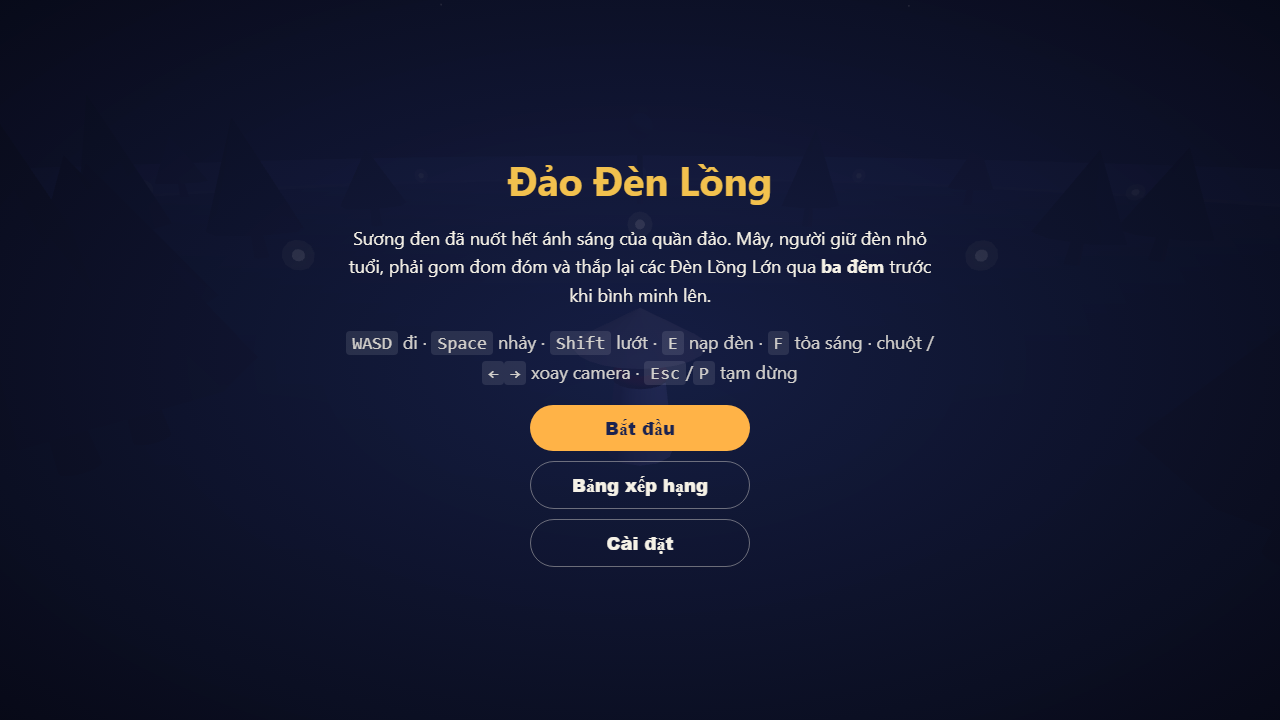 Đảo Đèn Lồng
Sương đen đã nuốt hết ánh sáng của quần đảo. Mây, người giữ đèn nhỏ
tuổi, phải gom đom đóm và thắp lại các Đèn Lồng Lớn qua ba đêm trước
khi bình minh lên.
WASD đi · Space nhảy · Shift lướt · E nạp đèn · F tỏa sáng · chuột /
← → xoay camera · Esc / P tạm dừng
Bắt đầu
Bảng xếp hạng
Cài đặt